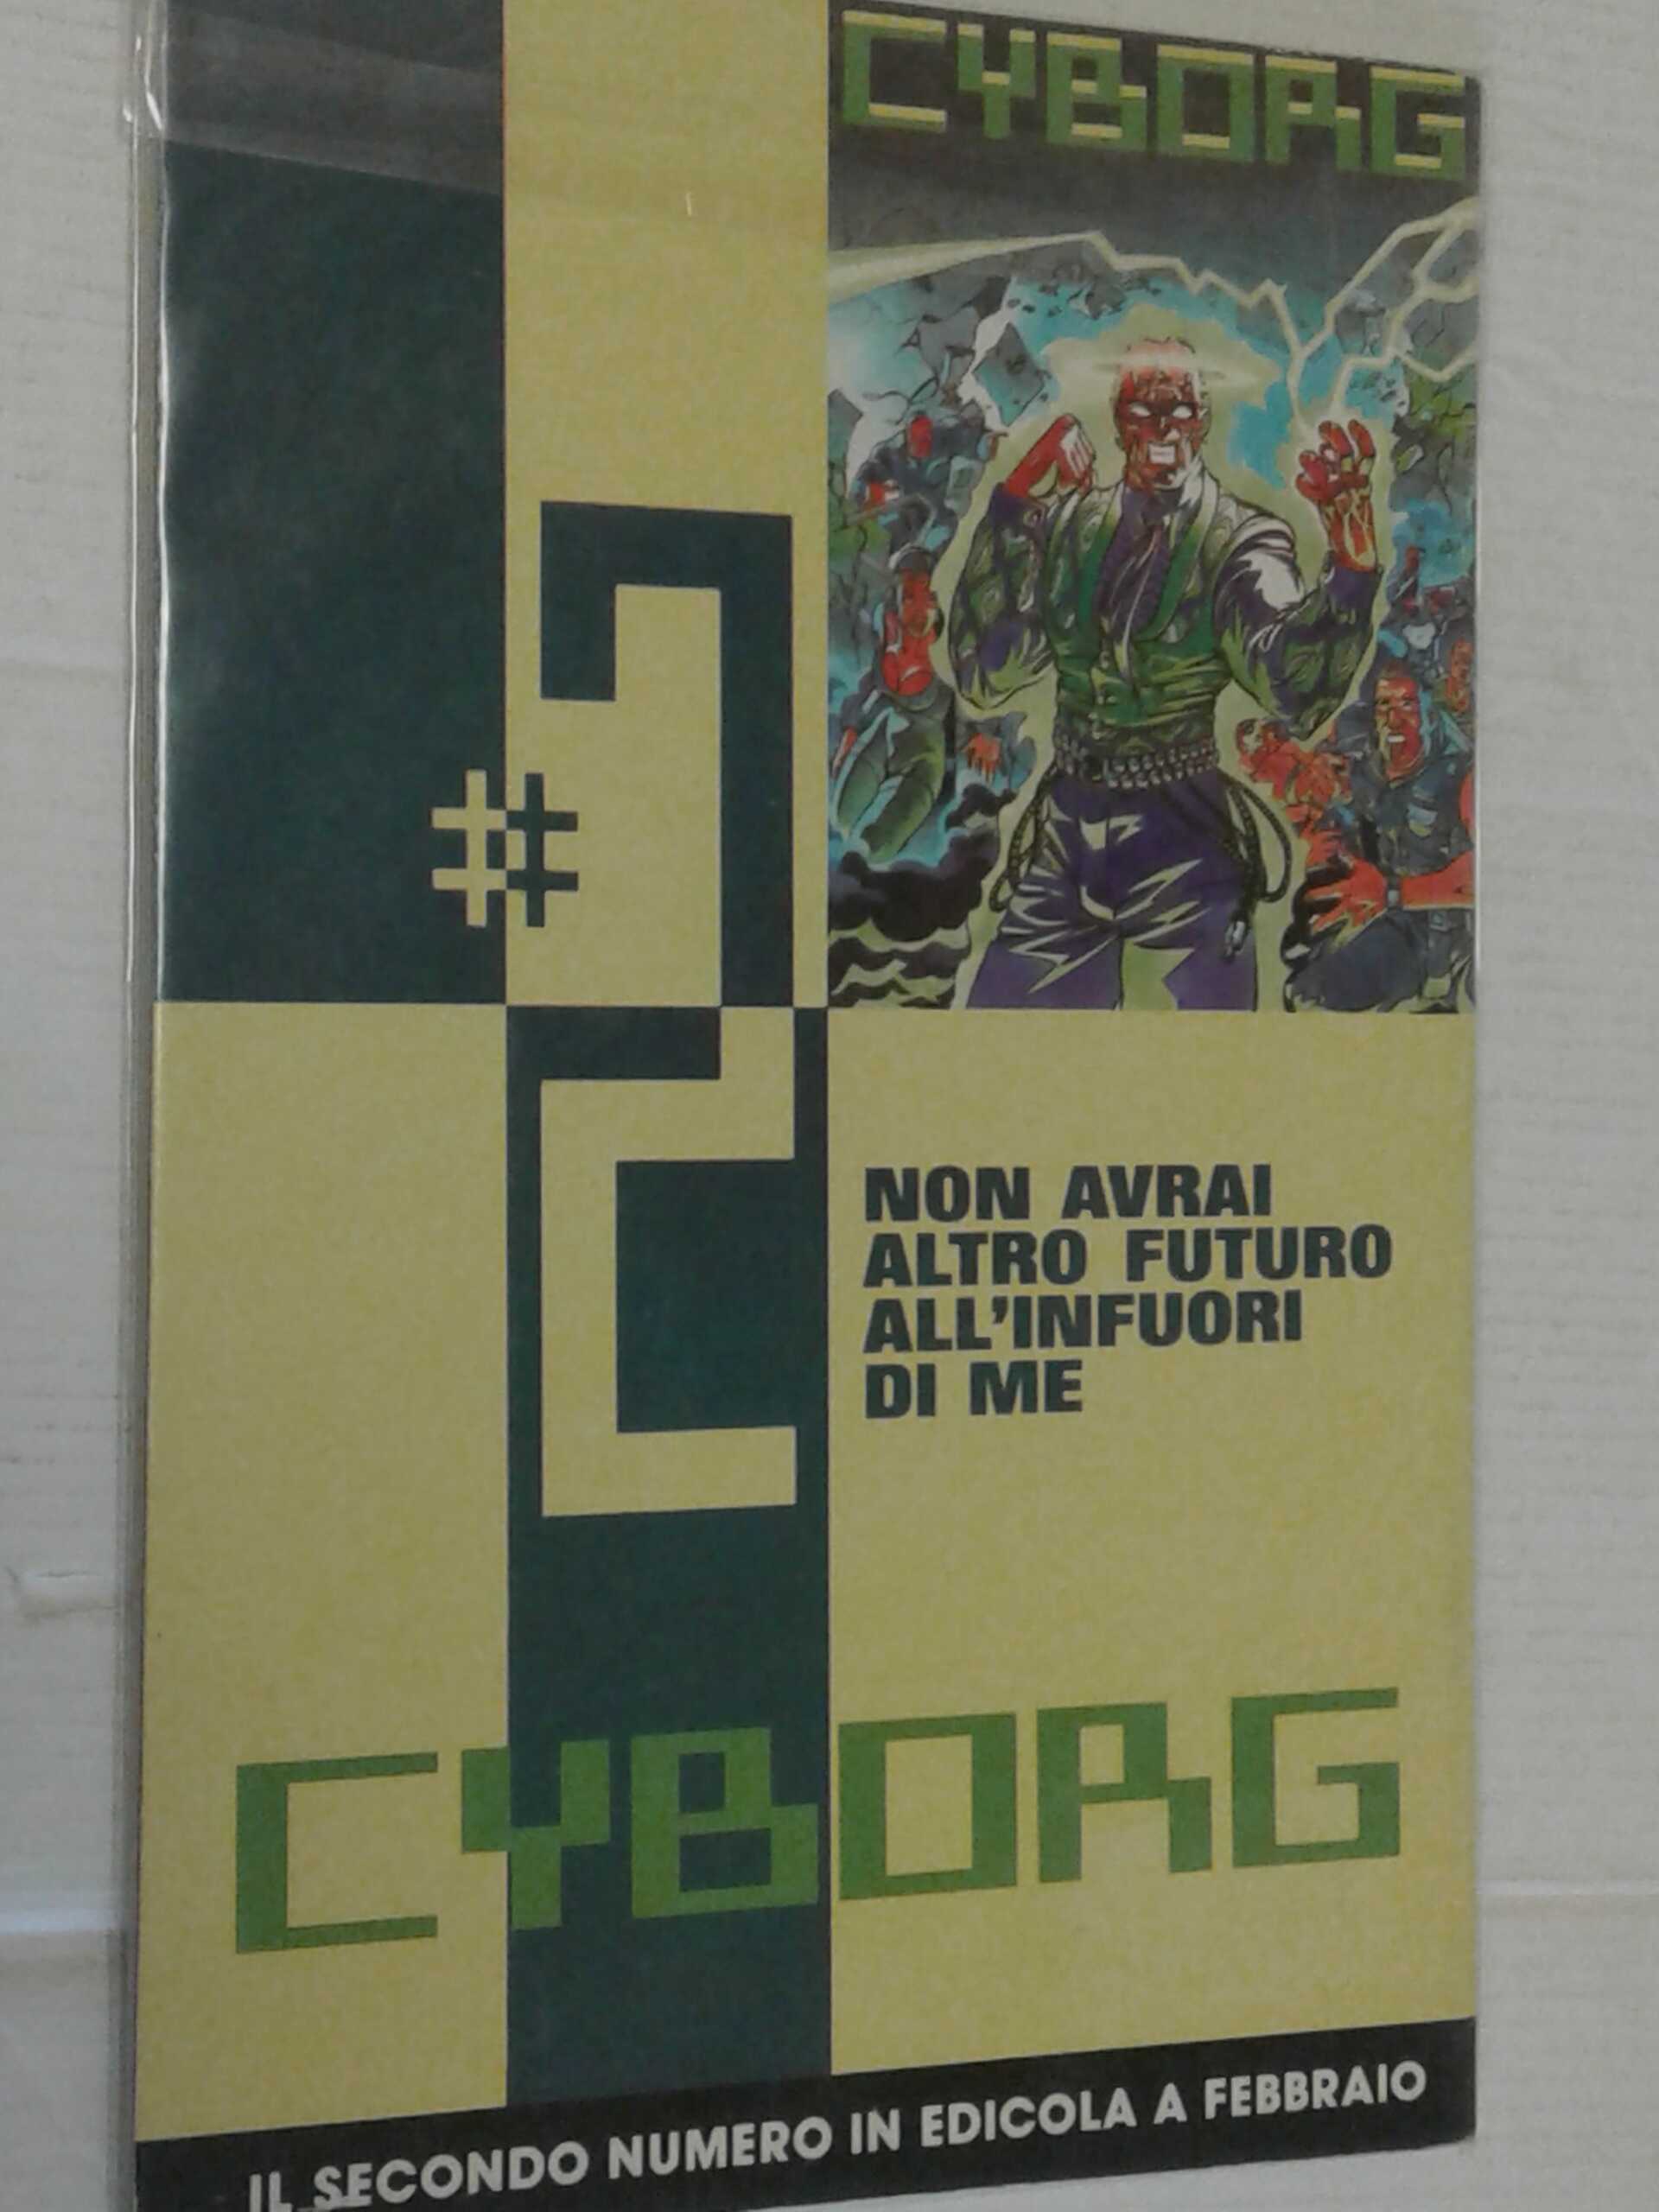 CYBORG
#2
NON AVRAI
ALTRO FUTURO
ALL'INFUORI
DI ME
CYBORG
IL SECONDO NUMERO IN EDICOLA A FEBBRAIO